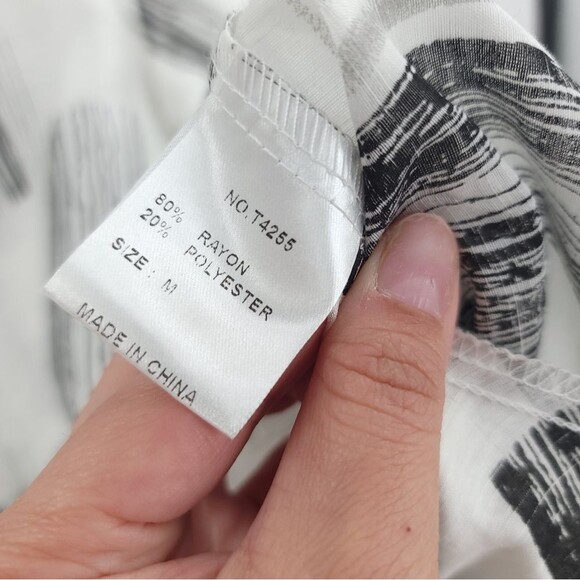 NO.T4255
80% RAYON
20% POLYESTER
SIZE: M
MADE IN CHINA